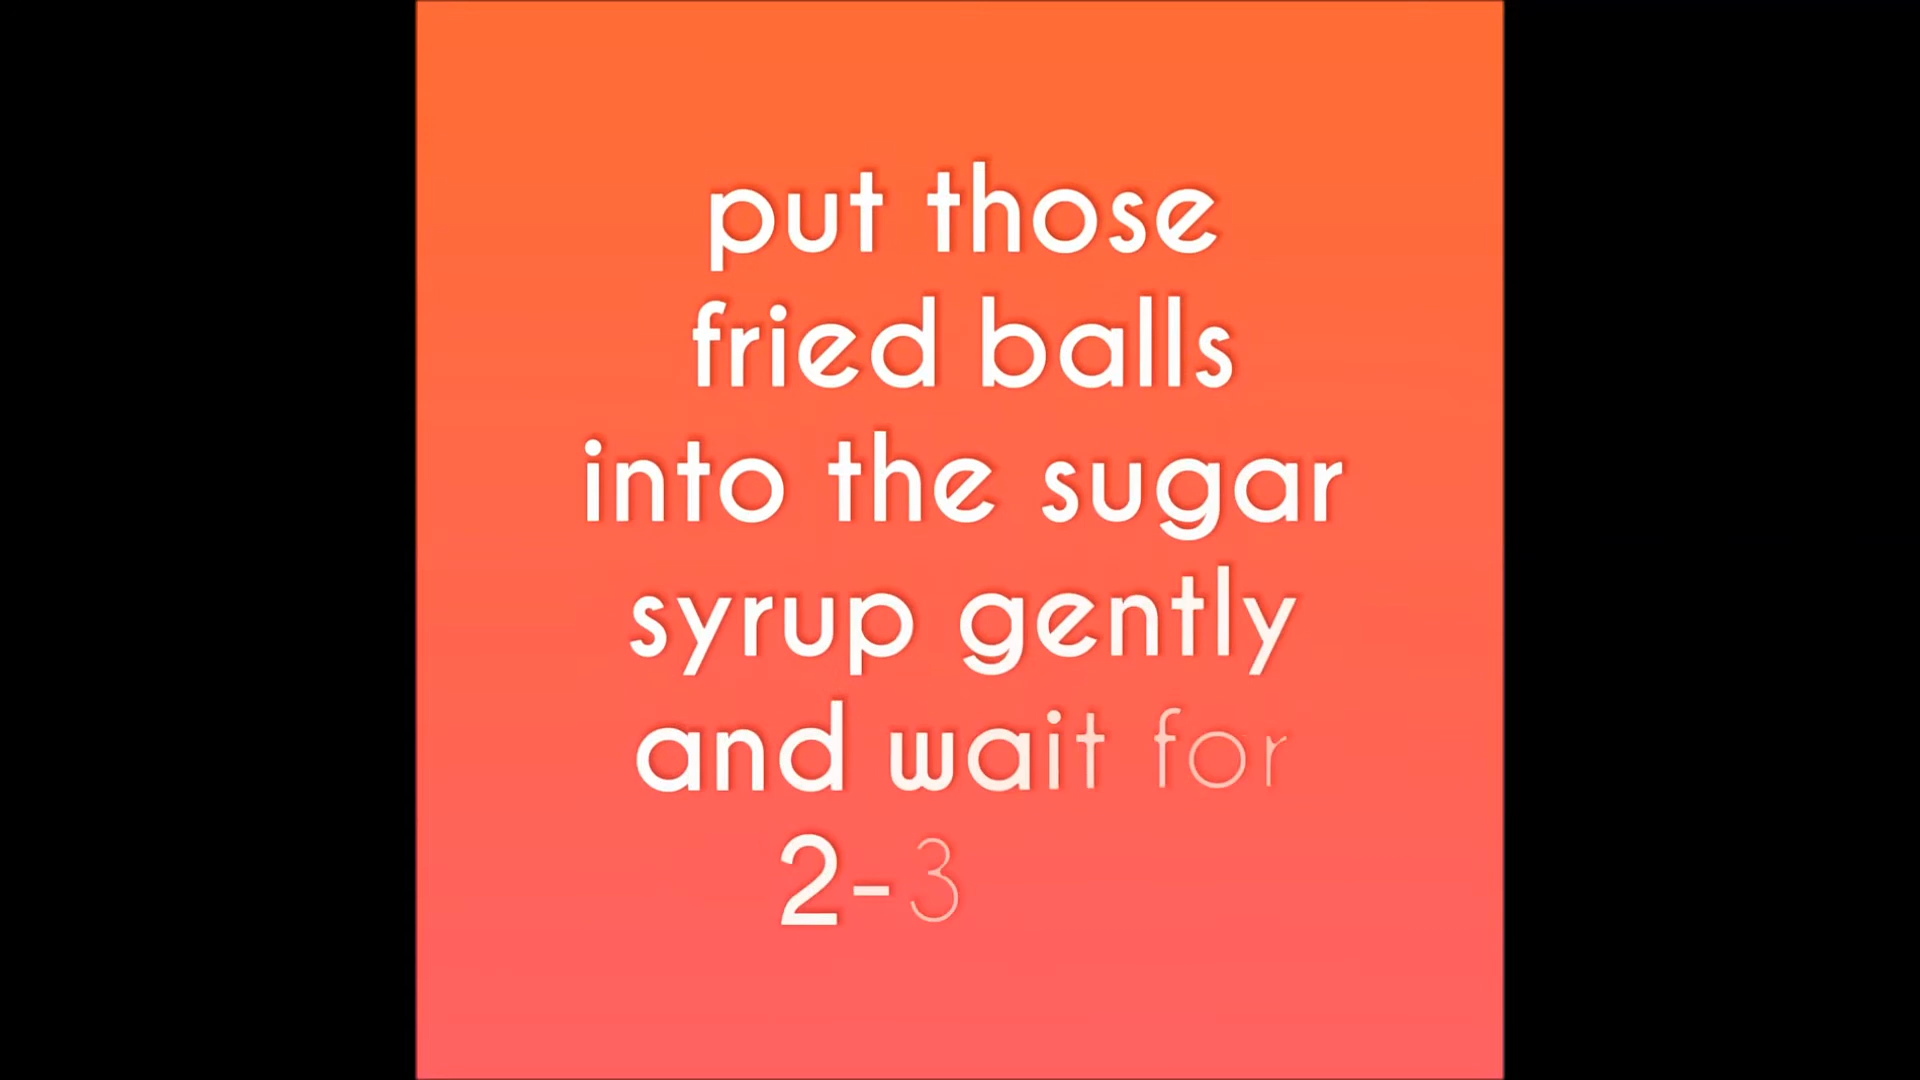 put those
fried balls
into the sugar
syrup gently
and wait for
2-3